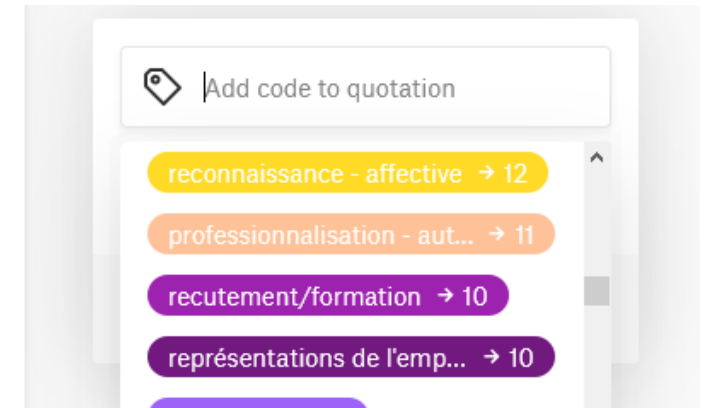 Add code to quotation
reconnaissance - affective → 12
professionnalisation - aut... → 11
recutement/formation → 10
représentations de l'emp... → 10